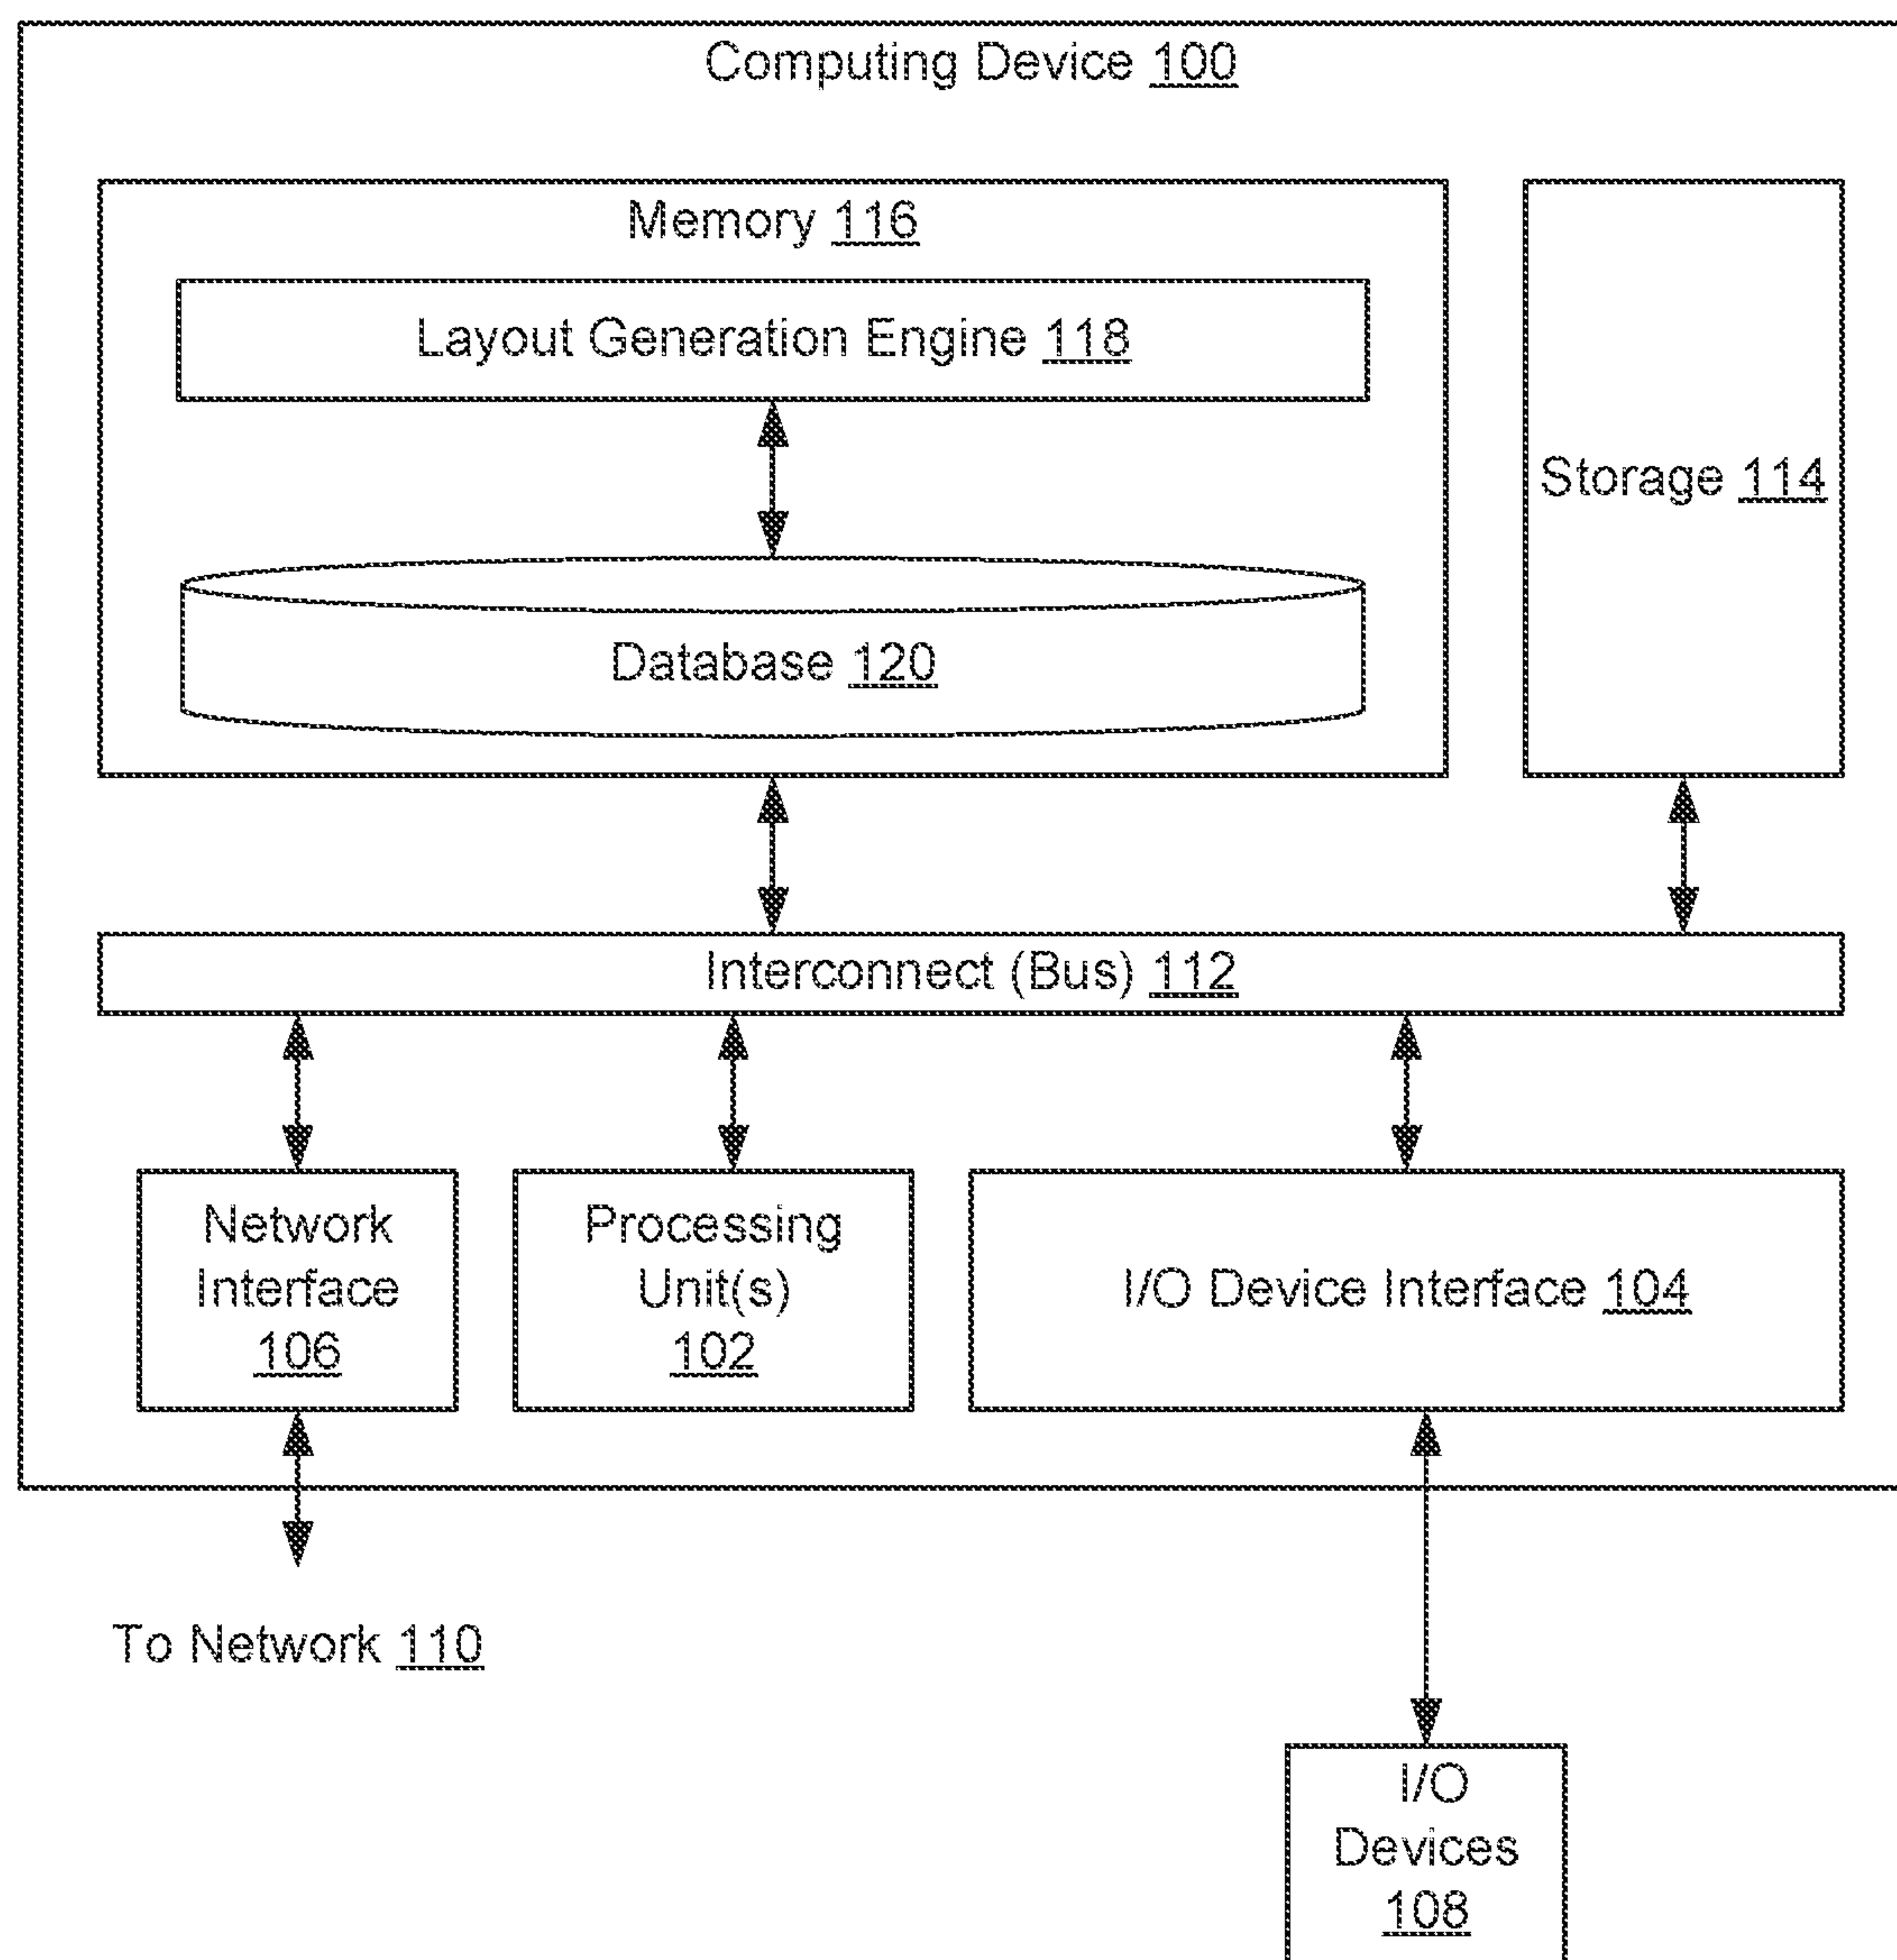 Computing Device 100
Memory 116
Layout Generation Engine 118
Storage 114
Database 120
Interconnect (Bus) 112
Network
Interface
106
Processing
Unit(s)
102
I/O Device Interface 104
To Network 110
I/O
Devices
108